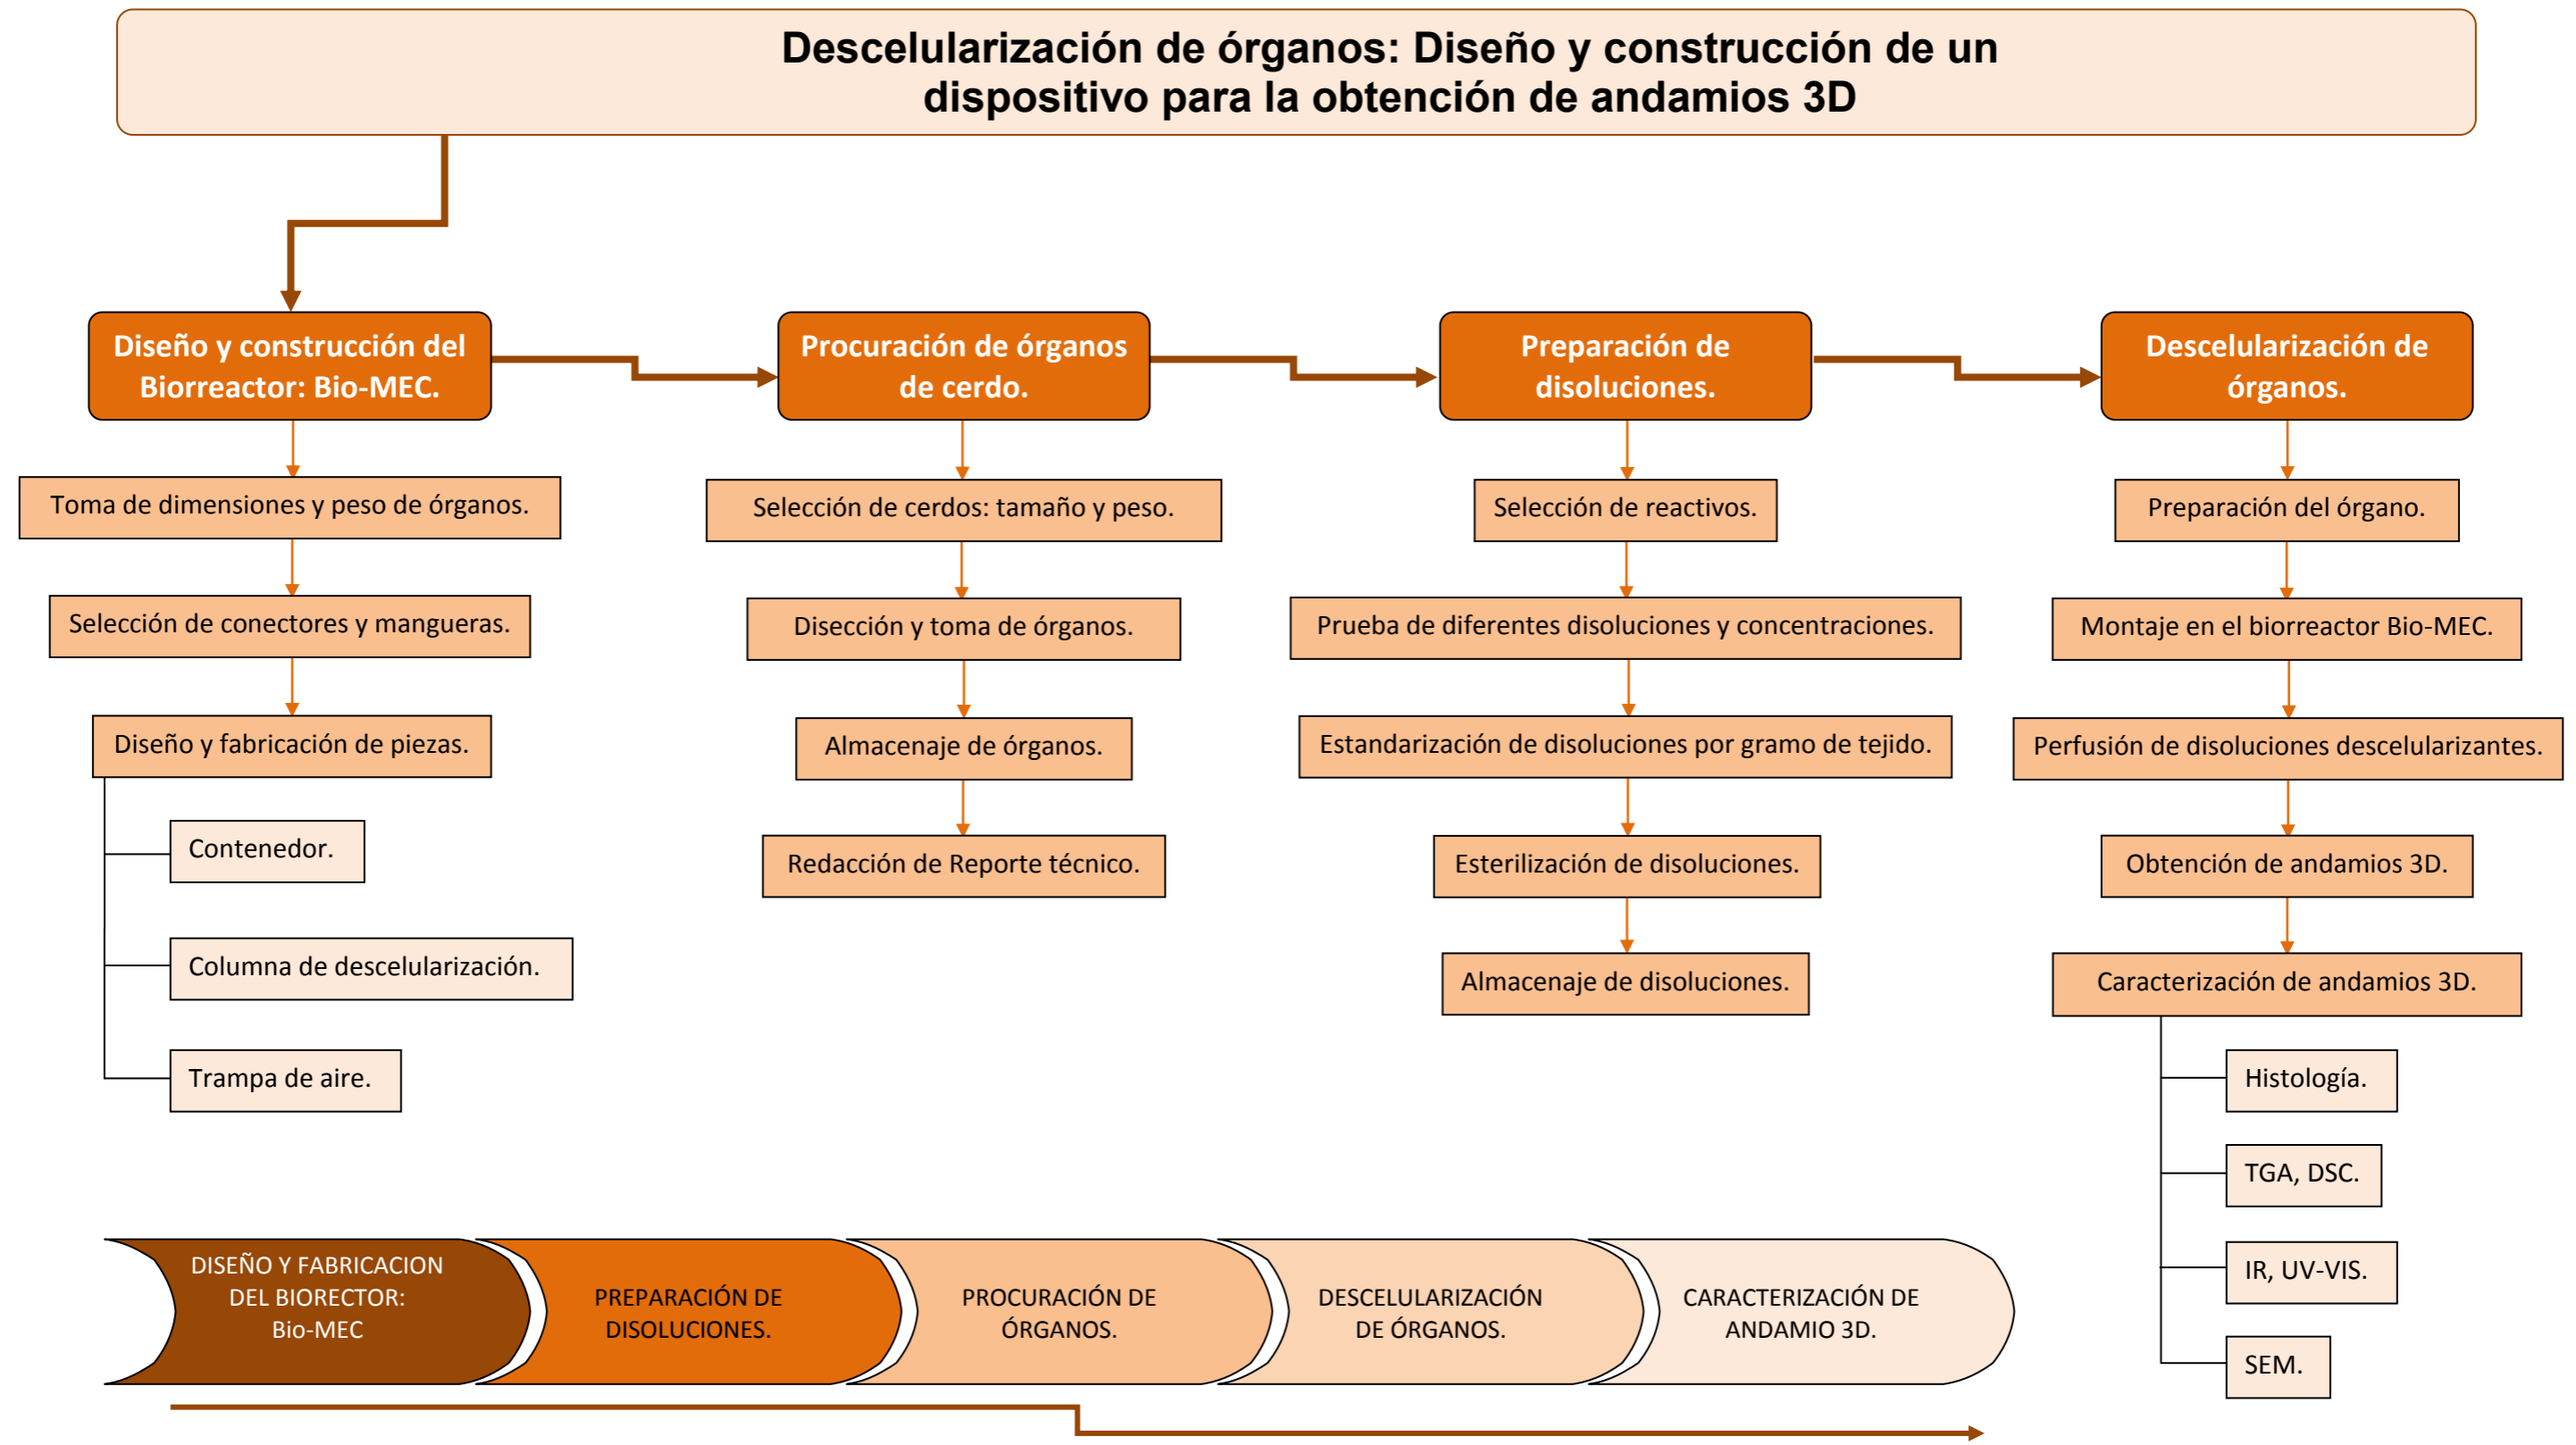 Descelularización de órganos: Diseño y construcción de un
dispositivo para la obtención de andamios 3D
Diseño y construcción del
Biorreactor: Bio-MEC.
Toma de dimensiones y peso de órganos.
Selección de conectores y mangueras.
Diseño y fabricación de piezas.
Contenedor.
Columna de descelularización.
Trampa de aire.
Procuración de órganos
de cerdo.
Selección de cerdos: tamaño y peso.
Disección y toma de órganos.
Almacenaje de órganos.
Redacción de Reporte técnico.
Preparación de
disoluciones.
Selección de reactivos.
Prueba de diferentes disoluciones y concentraciones.
Estandarización de disoluciones por gramo de tejido.
Esterilización de disoluciones.
Almacenaje de disoluciones.
Descelularización de
órganos.
Preparación del órgano.
Montaje en el biorreactor Bio-MEC.
Perfusión de disoluciones descelularizantes.
Obtención de andamios 3D.
Caracterización de andamios 3D.
Histología.
TGA, DSC.
IR, UV-VIS.
SEM.
DISEÑO Y FABRICACION
DEL BIORECTOR:
Bio-MEC
PREPARACIÓN DE
DISOLUCIONES.
PROCURACIÓN DE
ÓRGANOS.
DESCELULARIZACIÓN
DE ÓRGANOS.
CARACTERIZACIÓN DE
ANDAMIO 3D.